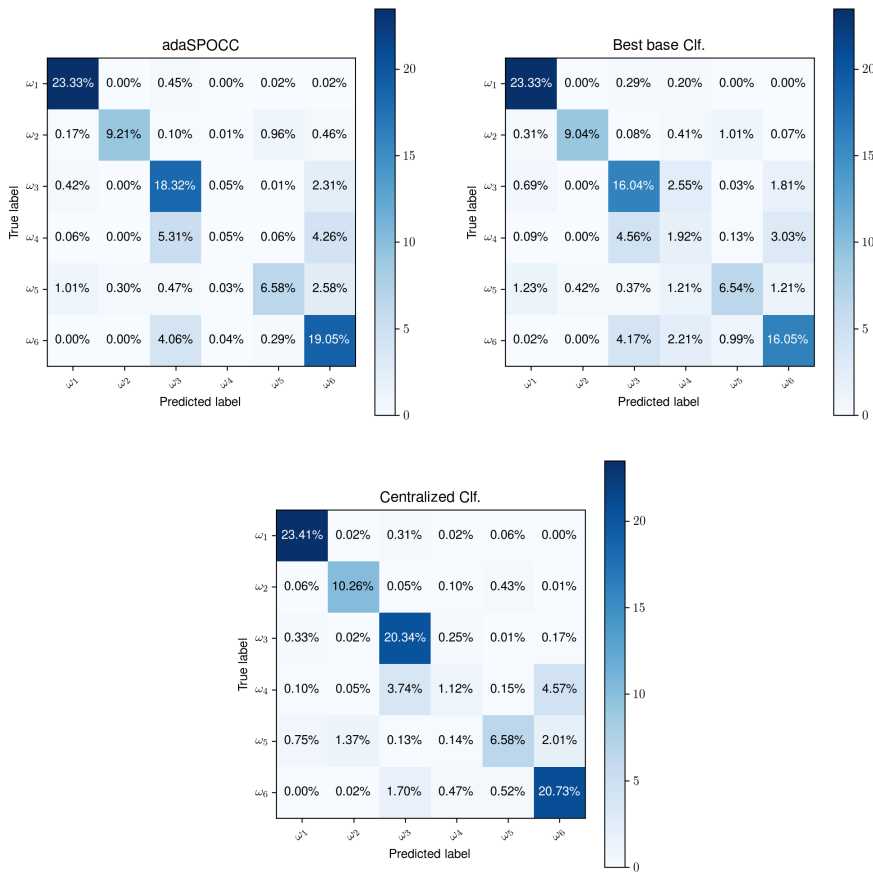 adaSPOCC
True label
ω1 23.33% 0.00% 0.45% 0.00% 0.02% 0.02%
ω2 0.17% 9.21% 0.10% 0.01% 0.96% 0.46%
ω3 0.42% 0.00% 18.32% 0.05% 0.01% 2.31%
ω4 0.06% 0.00% 5.31% 0.05% 0.06% 4.26%
ω5 1.01% 0.30% 0.47% 0.03% 6.58% 2.58%
ω6 0.00% 0.00% 4.06% 0.04% 0.29% 19.05%
ω1 ω2 ω3 ω4 ω5 ω6
Predicted label
20
15
10
5
0
Best base Clf.
True label
ω1 23.33% 0.00% 0.29% 0.20% 0.00% 0.00%
ω2 0.31% 9.04% 0.08% 0.41% 1.01% 0.07%
ω3 0.69% 0.00% 16.04% 2.55% 0.03% 1.81%
ω4 0.09% 0.00% 4.56% 1.92% 0.13% 3.03%
ω5 1.23% 0.42% 0.37% 1.21% 6.54% 1.21%
ω6 0.02% 0.00% 4.17% 2.21% 0.99% 16.05%
ω1 ω2 ω3 ω4 ω5 ω6
Predicted label
20
15
10
5
0
Centralized Clf.
True label
ω1 23.41% 0.02% 0.31% 0.02% 0.06% 0.00%
ω2 0.06% 10.26% 0.05% 0.10% 0.43% 0.01%
ω3 0.33% 0.02% 20.34% 0.25% 0.01% 0.17%
ω4 0.10% 0.05% 3.74% 1.12% 0.15% 4.57%
ω5 0.75% 1.37% 0.13% 0.14% 6.58% 2.01%
ω6 0.00% 0.02% 1.70% 0.47% 0.52% 20.73%
ω1 ω2 ω3 ω4 ω5 ω6
Predicted label
20
15
10
5
0